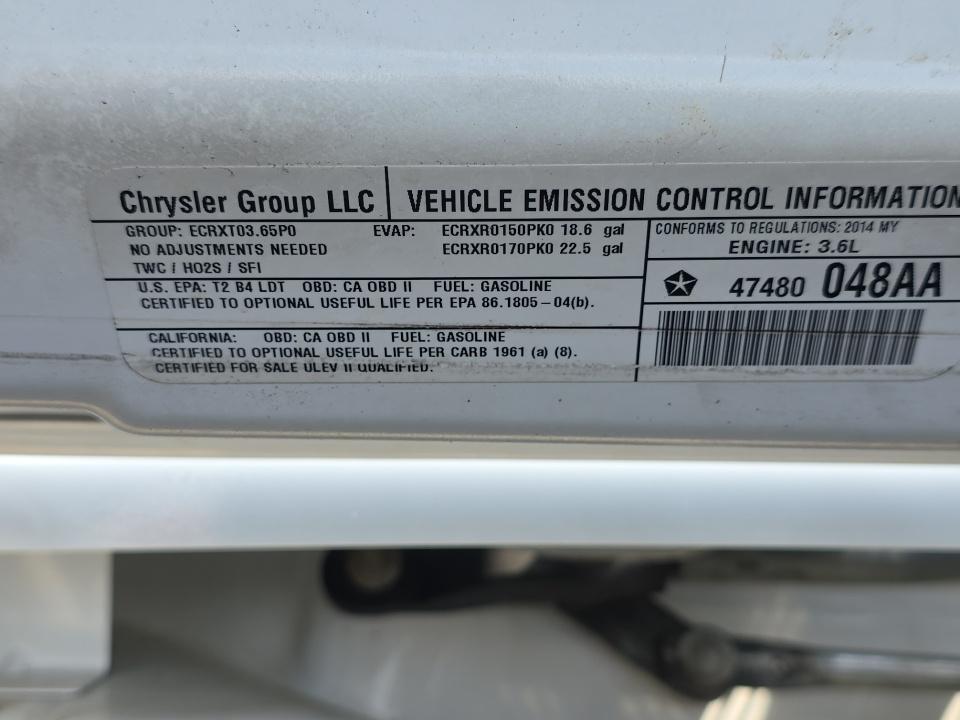 Chrysler Group LLC VEHICLE EMISSION CONTROL INFORMATION
GROUP: ECRXT03.65P0 EVAP: ECRXR0150PK0 18.6 gal
NO ADJUSTMENTS NEEDED ECRXR0170PK0 22.5 gal
TWC / HO2S / SFI
CONFORMS TO REGULATIONS: 2014 MY
ENGINE: 3.6L
U.S. EPA: T2 B4 LDT OBD: CA OBD II FUEL: GASOLINE
CERTIFIED TO OPTIONAL USEFUL LIFE PER EPA 86.1805-04(b).
47480 048AA
CALIFORNIA: OBD: CA OBD II FUEL: GASOLINE
CERTIFIED TO OPTIONAL USEFUL LIFE PER CARB 1961 (a) (8).
CERTIFIED FOR SALE ULEV II QUALIFIED.